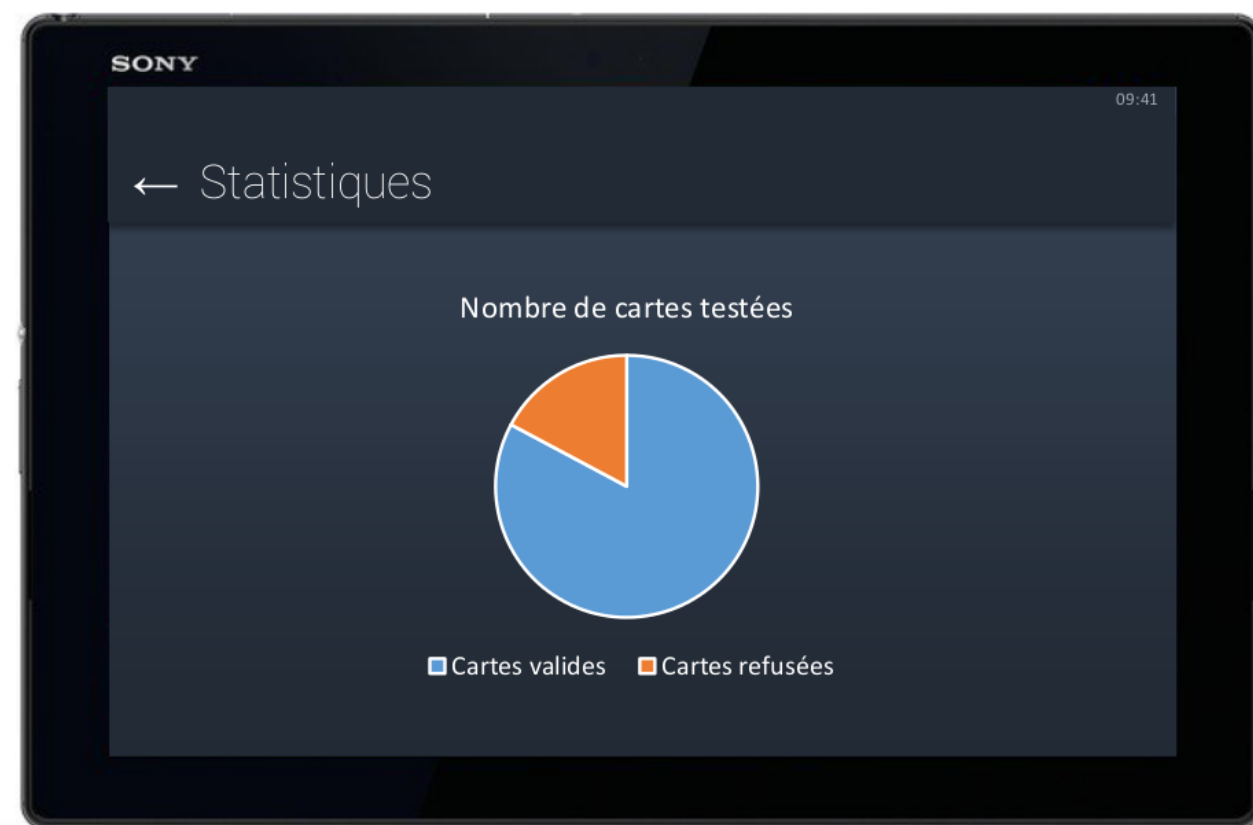 SONY
09:41
← Statistiques
Nombre de cartes testées
Cartes valides Cartes refusées